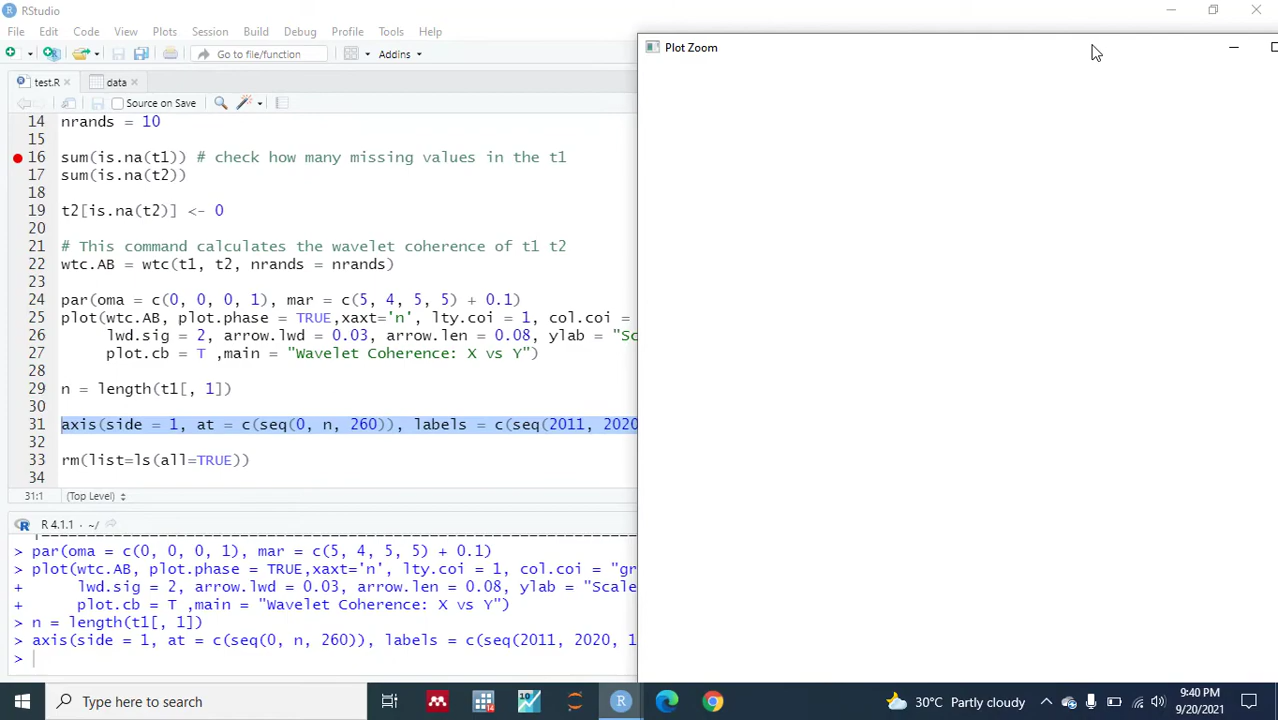 RStudio
File Edit Code View Plots Session Build Debug Profile Tools Help
Go to file/function Addins
test.R data
Source on Save
14 nrands = 10
15
16 sum(is.na(t1)) # check how many missing values in the t1
17 sum(is.na(t2))
18
19 t2[is.na(t2)] <- 0
20
21 # This command calculates the wavelet coherence of t1 t2
22 wtc.AB = wtc(t1, t2, nrands = nrands)
23
24 par(oma = c(0, 0, 0, 1), mar = c(5, 4, 5, 5) + 0.1)
25 plot(wtc.AB, plot.phase = TRUE,xaxt='n', lty.coi = 1, col.coi =
26 lwd.sig = 2, arrow.lwd = 0.03, arrow.len = 0.08, ylab = "Sc
27 plot.cb = T ,main = "Wavelet Coherence: X vs Y")
28
29 n = length(t1[, 1])
30
31 axis(side = 1, at = c(seq(0, n, 260)), labels = c(seq(2011, 2020
32
33 rm(list=ls(all=TRUE))
34
31:1 (Top Level)
R 4.1.1 · ~/
> par(oma = c(0, 0, 0, 1), mar = c(5, 4, 5, 5) + 0.1)
> plot(wtc.AB, plot.phase = TRUE,xaxt='n', lty.coi = 1, col.coi = "gr
+ lwd.sig = 2, arrow.lwd = 0.03, arrow.len = 0.08, ylab = "Scale
+ plot.cb = T ,main = "Wavelet Coherence: X vs Y")
> n = length(t1[, 1])
> axis(side = 1, at = c(seq(0, n, 260)), labels = c(seq(2011, 2020, 1
>
Plot Zoom
Type here to search
30°C Partly cloudy
9:40 PM
9/20/2021